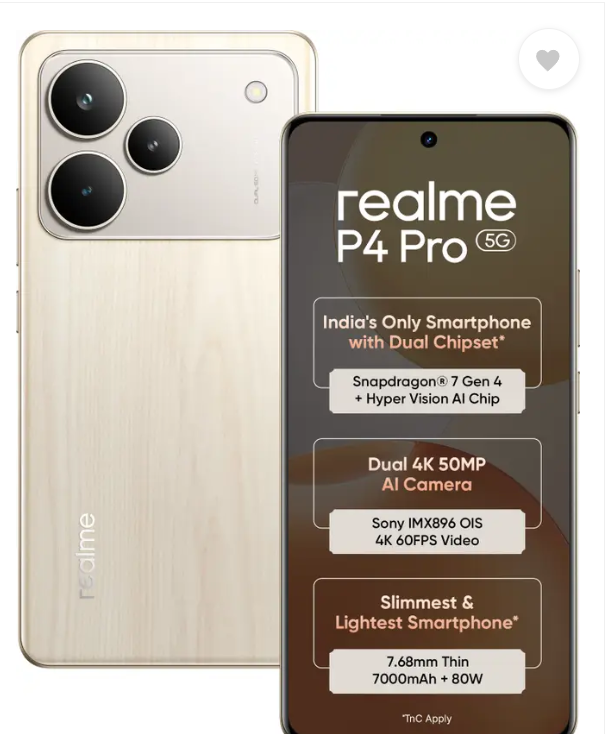 realme
P4 Pro 5G
India's Only Smartphone
with Dual Chipset*
Snapdragon® 7 Gen 4
+ Hyper Vision AI Chip
Dual 4K 50MP
AI Camera
Sony IMX896 OIS
4K 60FPS Video
Slimmest &
Lightest Smartphone*
7.68mm Thin
7000mAh + 80W
*TnC Apply
realme